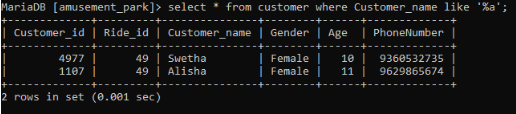 MariaDB [amusement_park]> select * from customer where Customer_name like '%a';
+-------------+---------+---------------+--------+------+-------------+
| Customer_id | Ride_id | Customer_name | Gender | Age  | PhoneNumber |
+-------------+---------+---------------+--------+------+-------------+
|        4977 |      49 | Swetha        | Female |   10 |  9360532735 |
|        1107 |      49 | Alisha        | Female |   11 |  9629865674 |
+-------------+---------+---------------+--------+------+-------------+
2 rows in set (0.001 sec)